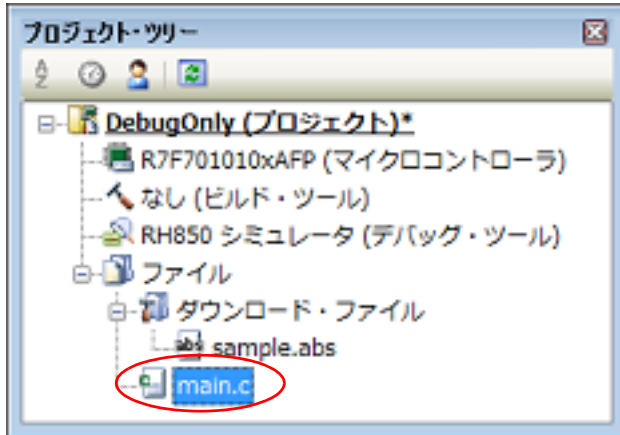 プロジェクト・ツリー
DebugOnly (プロジェクト)*
R7F701010xAFP (マイクロコントローラ)
なし (ビルド・ツール)
RH850 シミュレータ (デバッグ・ツール)
ファイル
ダウンロード・ファイル
sample.abs
main.c